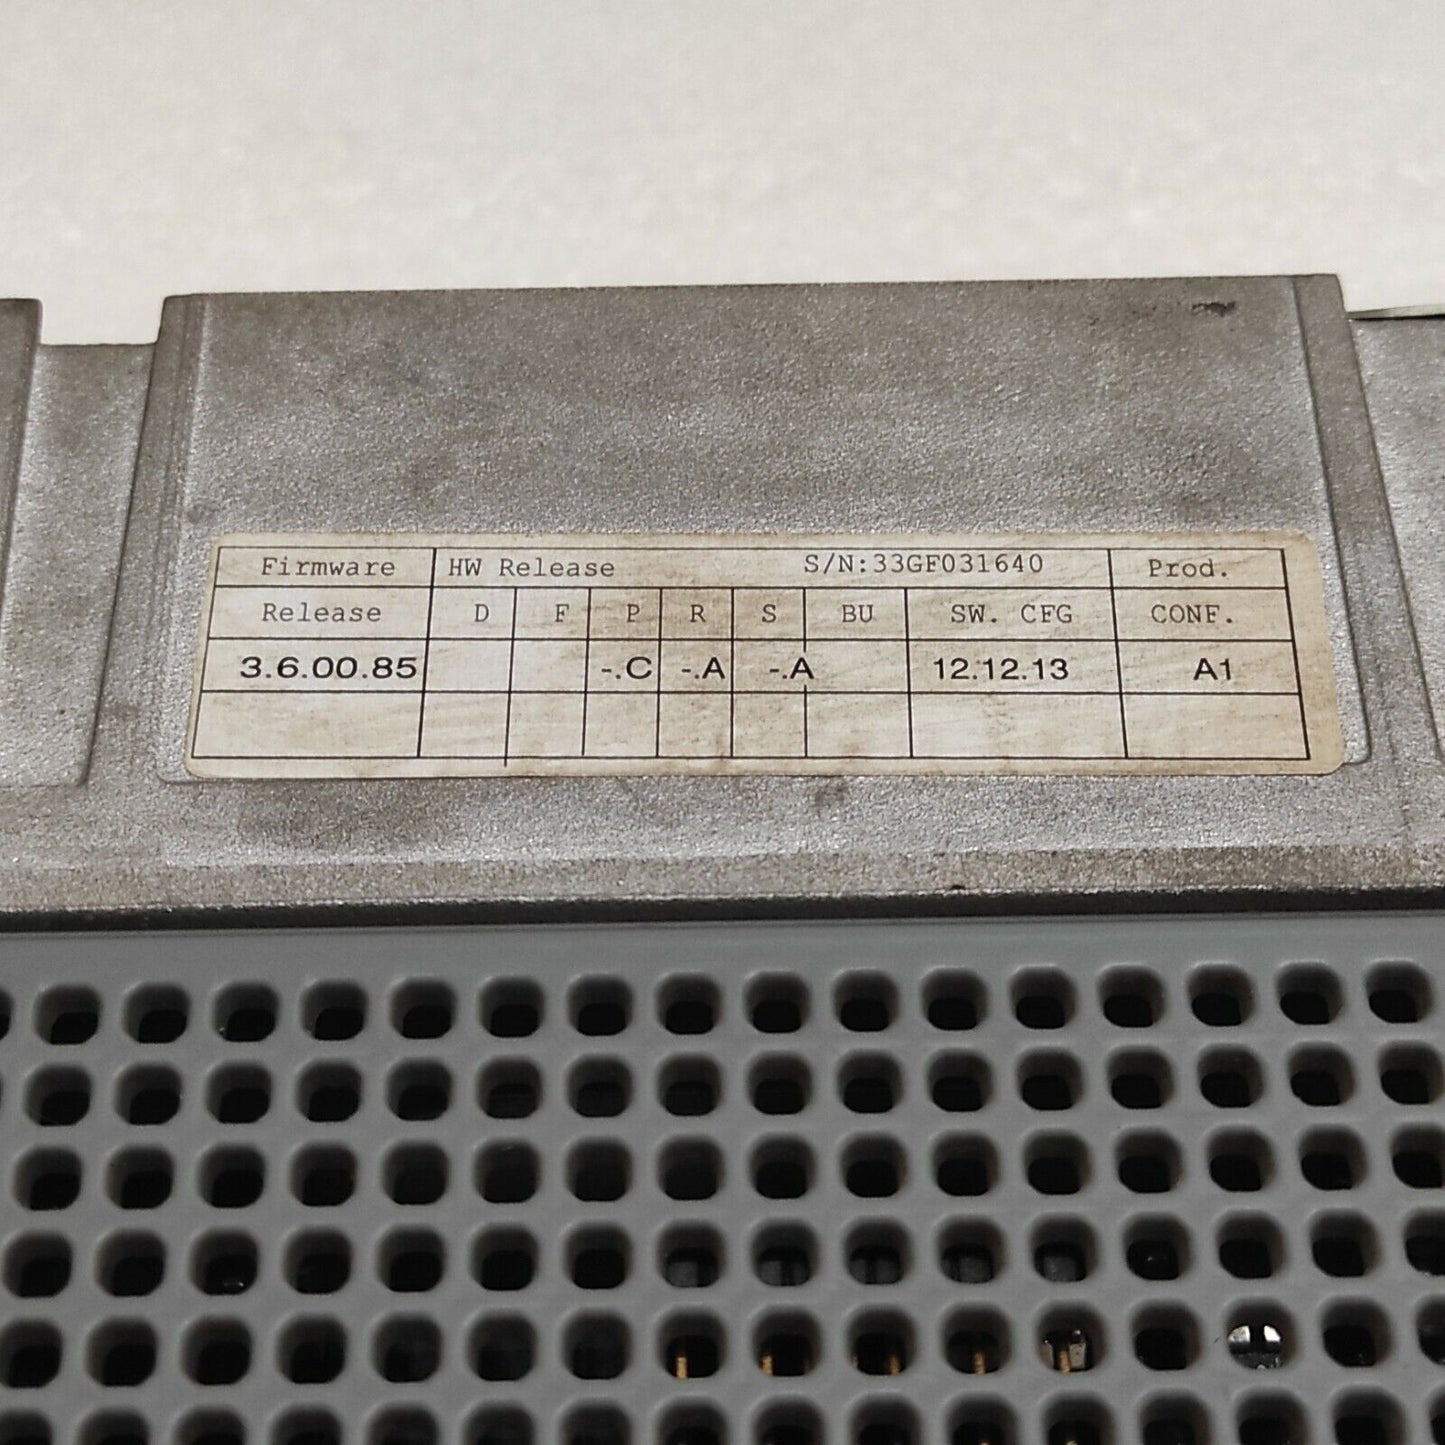 Firmware HW Release S/N:33GF031640 Prod.
Release D F P R S BU SW. CFG CONF.
3.6.00.85 -.C -.A -.A 12.12.13 A1